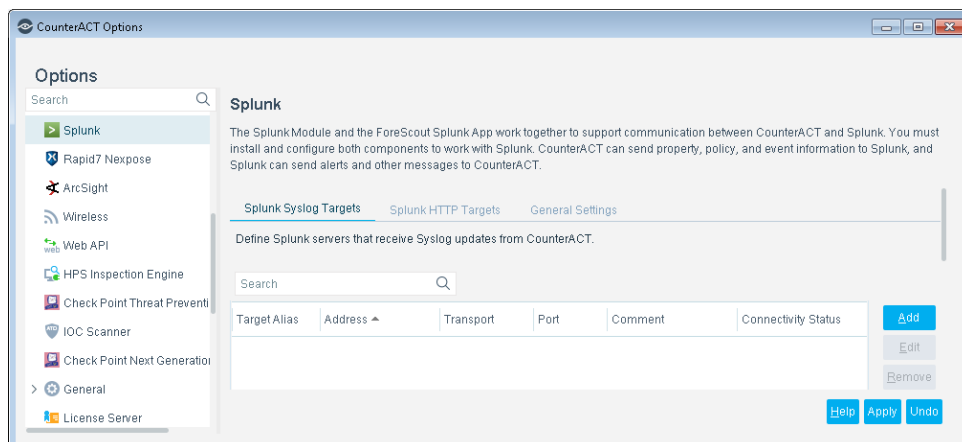 CounterACT Options
Options
Search
Splunk
Rapid7 Nexpose
ArcSight
Wireless
web Web API
HPS Inspection Engine
Check Point Threat Preventi
ATD IOC Scanner
Check Point Next Generation
General
License Server
Splunk
The Splunk Module and the ForeScout Splunk App work together to support communication between CounterACT and Splunk. You must
install and configure both components to work with Splunk. CounterACT can send property, policy, and event information to Splunk, and
Splunk can send alerts and other messages to CounterACT.
Splunk Syslog Targets Splunk HTTP Targets General Settings
Define Splunk servers that receive Syslog updates from CounterACT.
Search
Target Alias Address Transport Port Comment Connectivity Status
Add
Edit
Remove
Help Apply Undo